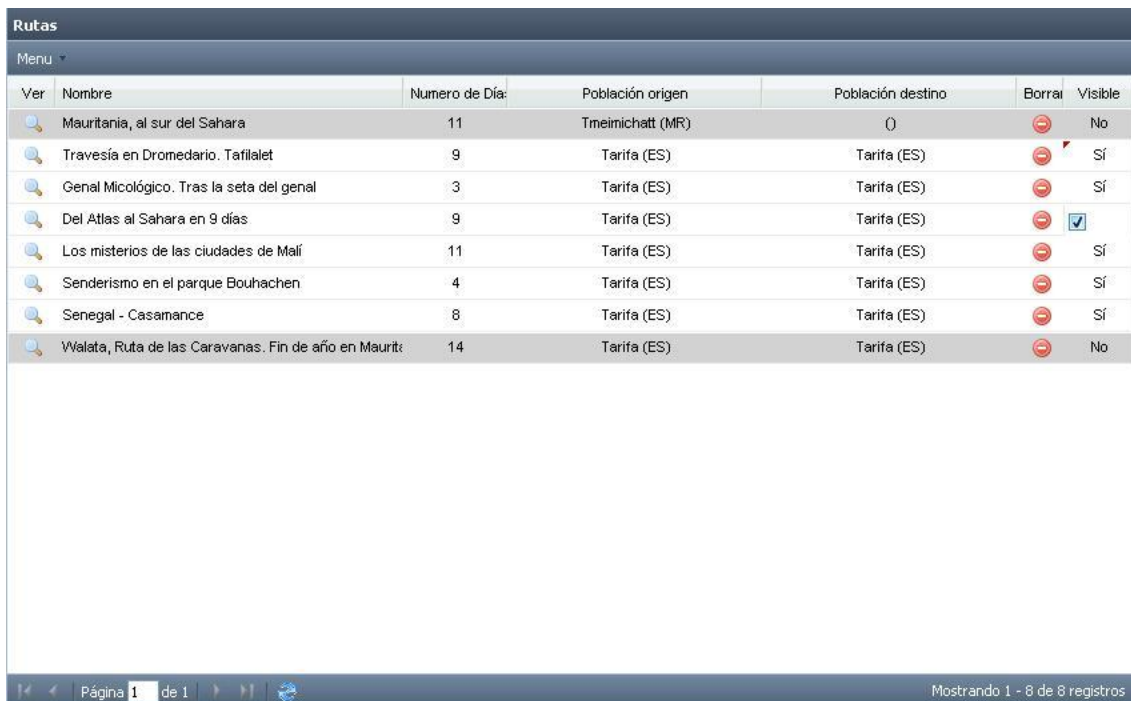 Rutas
Menu
Ver Nombre Numero de Día: Población origen Población destino Borrar Visible
Mauritania, al sur del Sahara 11 Tmeimichatt (MR) () No
Travesía en Dromedario. Tafilalet 9 Tarifa (ES) Tarifa (ES) Sí
Genal Micológico. Tras la seta del genal 3 Tarifa (ES) Tarifa (ES) Sí
Del Atlas al Sahara en 9 días 9 Tarifa (ES) Tarifa (ES)
Los misterios de las ciudades de Malí 11 Tarifa (ES) Tarifa (ES) Sí
Senderismo en el parque Bouhachen 4 Tarifa (ES) Tarifa (ES) Sí
Senegal - Casamance 8 Tarifa (ES) Tarifa (ES) Sí
Walata, Ruta de las Caravanas. Fin de año en Maurita 14 Tarifa (ES) Tarifa (ES) No
Página 1 de 1 Mostrando 1 - 8 de 8 registros